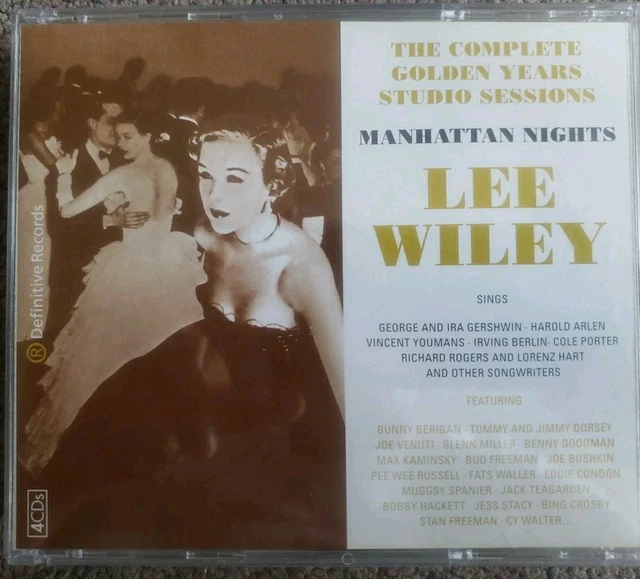 THE COMPLETE
GOLDEN YEARS
STUDIO SESSIONS
MANHATTAN NIGHTS
LEE
WILEY
SINGS
GEORGE AND IRA GERSHWIN · HAROLD ARLEN
VINCENT YOUMANS · IRVING BERLIN· COLE PORTER
RICHARD ROGERS AND LORENZ HART
AND OTHER SONGWRITERS
FEATURING
BUNNY BERIGAN · TOMMY AND JIMMY DORSEY
JOE VENUTI · GLENN MILLER · BENNY GOODMAN
MAX KAMINSKY · BUD FREEMAN · JOE BUSHKIN
PEE WEE RUSSELL · FATS WALLER · EDDIE CONDON
MUGGSY SPANIER · JACK TEAGARDEN
BOBBY HACKETT · JESS STACY · BING CROSBY
STAN FREEMAN · CY WALTER...
® Definitive Records
4CDs